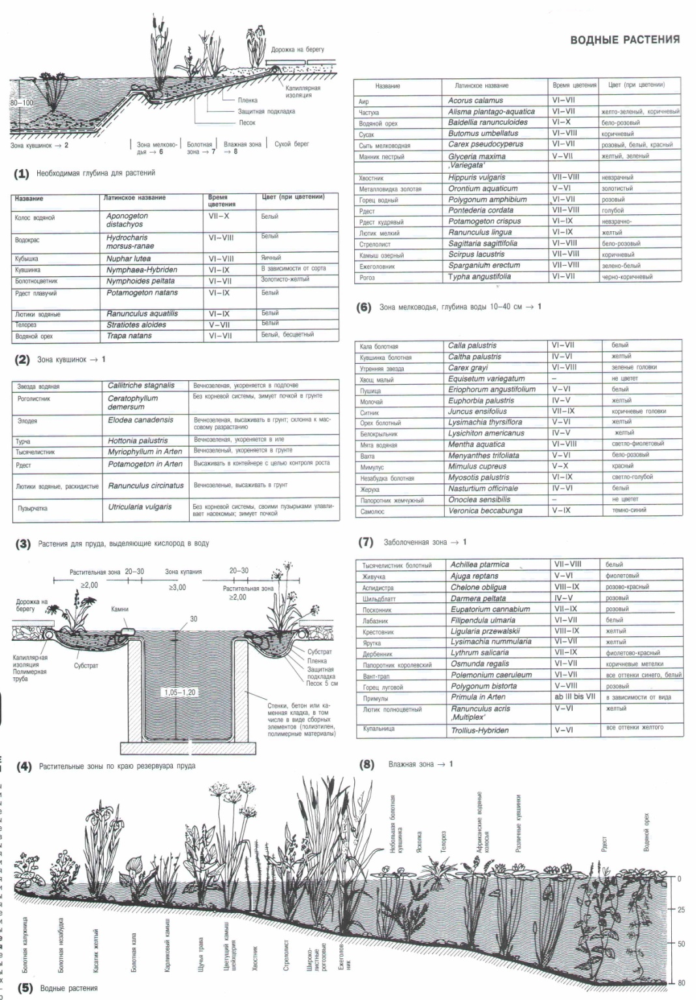 ВОДНЫЕ РАСТЕНИЯ
Дорожка на берегу
Капиллярная
изоляция
Пленка
Защитная подкладка
Песок
80–100
Зона кувшинок → 2
Зона мелково-
дья → 6
Болотная
зона → 7
Влажная зона
→ 8
Сухой берег
(1) Необходимая глубина для растений
Название Латинское название Время цветения Цвет (при цветении)
Колос водяной Aponogeton distachyos VII–X Белый
Водокрас Hydrocharis morsus-ranae VI–VIII Белый
Кубышка Nuphar lutea VI–VIII Яичный
Кувшинка Nymphaea-Hybriden VI–IX В зависимости от сорта
Болотноцветник Nymphoides peltata VI–VII Золотисто-желтый
Рдест плавучий Potamogeton natans VI–IX Белый
Лютики водяные Ranunculus aquatilis VI–IX Белый
Телорез Stratiotes aloides V–VII Белый
Водяной орех Trapa natans VI–VII Белый, бесцветный
(2) Зона кувшинок → 1
Звезда водяная Callitriche stagnalis Вечнозеленая, укореняется в подпочве
Роголистник Ceratophyllum demersum Без корневой системы, зимует почкой в грунте
Элодея Elodea canadensis Вечнозеленая, высаживать в грунт; склонна к мас-
совому разрастанию
Турча Hottonia palustris Вечнозеленая, укореняется в иле
Тысячелистник Myriophyllum in Arten Вечнозеленый, укореняется в грунте
Рдест Potamogeton in Arten Высаживать в контейнере с целью контроля роста
Лютики водяные, раскидистые Ranunculus circinatus Вечнозеленые, высаживать в грунт
Пузырчатка Utricularia vulgaris Без корневой системы, своими пузырьками улавли-
вает насекомых; зимует почкой
(3) Растения для пруда, выделяющие кислород в воду
Растительная зона 20–30 Зона купания 20–30
≥2,00 ≥3,00 Растительная зона
≥2,00
Дорожка на
берегу
Камни
30
Капиллярная
изоляция
Полимерная
труба
Субстрат
Субстрат
Пленка
Защитная
подкладка
Песок 5 см
1,05–1,20
Стенки, бетон или ка-
менная кладка, в том
числе в виде сборных
элементов (полиэтилен,
полимерные материалы)
(4) Растительные зоны по краю резервуара пруда
Название Латинское название Время цветения Цвет (при цветении)
Аир Acorus calamus VI–VII
Частуха Alisma plantago-aquatica VI–VII желто-зеленый, коричневый
Водяной орех Baldellia ranunculoides VI–X бело-розовый
Сусак Butomus umbellatus VI–VIII коричневый
Сыть мелководная Carex pseudocyperus VI–VII розовый, белый, красный
Манник пестрый Glyceria maxima V–VII желтый, зеленый
‚Variegata‘
Хвостник Hippuris vulgaris VII–VIII невзрачный
Металловидка золотая Orontium aquaticum V–VI золотистый
Горец водный Polygonum amphibium VI–VII розовый
Рдест Pontederia cordata VII–VIII голубой
Рдест кудрявый Potamogeton crispus VI–IX невзрачно-
Лютик мелкий Ranunculus lingua VI–IX желтый
Стрелолист Sagittaria sagittifolia VI–VIII бело-розовый
Камыш озерный Scirpus lacustris VII–VIII коричневый
Ежеголовник Sparganium erectum VII–VIII зелено-белый
Рогоз Typha angustifolia VI–VII черно-коричневый
(6) Зона мелководья, глубина воды 10–40 см → 1
Кала болотная Calla palustris VI–VII белый
Кувшинка болотная Caltha palustris IV–VI желтый
Утренняя звезда Carex grayi VI–VIII зеленые головки
Хвощ малый Equisetum variegatum – не цветет
Пушица Eriophorum angustifolium V–VI белый
Молочай Euphorbia palustris IV–V желтый
Ситник Juncus ensifolius VII–IX коричневые головки
Орех болотный Lysimachia thyrsiflora V–VI желтый
Белокрыльник Lysichiton americanus IV–V желтый
Мята водяная Mentha aquatica VI–VIII светло-фиолетовый
Вахта Menyanthes trifoliata V–VI бело-розовый
Мимулус Mimulus cupreus V–X красный
Незабудка болотная Myosotis palustris VI–IX светло-голубой
Жеруха Nasturtium officinale IV–VI белый
Папоротник жемчужный Onoclea sensibilis – не цветет
Самолюс Veronica beccabunga V–IX темно-синий
(7) Заболоченная зона → 1
Тысячелистник болотный Achillea ptarmica VII–VIII белый
Живучка Ajuga reptans V–VI фиолетовый
Аспидистра Chelone obligua VIII–IX розово-красный
Шильдблатт Darmera peltata IV–V розовый
Посконник Eupatorium cannabium VII–IX розовый
Лабазник Filipendula ulmaria VI–VII белый
Крестовник Ligularia przewalskii VIII–IX желтый
Ярутка Lysimachia nummularia VI–VII желтый
Дербенник Lythrum salicaria VII–IX фиолетово-красный
Папоротник королевский Osmunda regalis VI–VII коричневые метелки
Вант-трап Polemonium caeruleum VI–VII все оттенки синего, белый
Горец луговой Polygonum bistorta V–VIII розовый
Примулы Primula in Arten ab III bis VII в зависимости от вида
Лютик полноцветный Ranunculus acris V–VI желтый
‚Multiplex‘
Купальница Trollius-Hybriden V–VI все оттенки желтого
(8) Влажная зона → 1
Небольшая болотная
кувшинка
Ясколка
Телорез
Африканские водяные
колосья
Различные кувшинки
Рдест
Водяной орех
0
25
50
80
Болотная калужница
Болотная незабудка
Касатик желтый
Болотная кала
Карликовый камыш
Щучья трава
Цветущий камыш
шейхцерия
Хвостник
Стрелолист
Широко-
листные
рогозовые
Ежеголов-
ник
(5) Водные растения